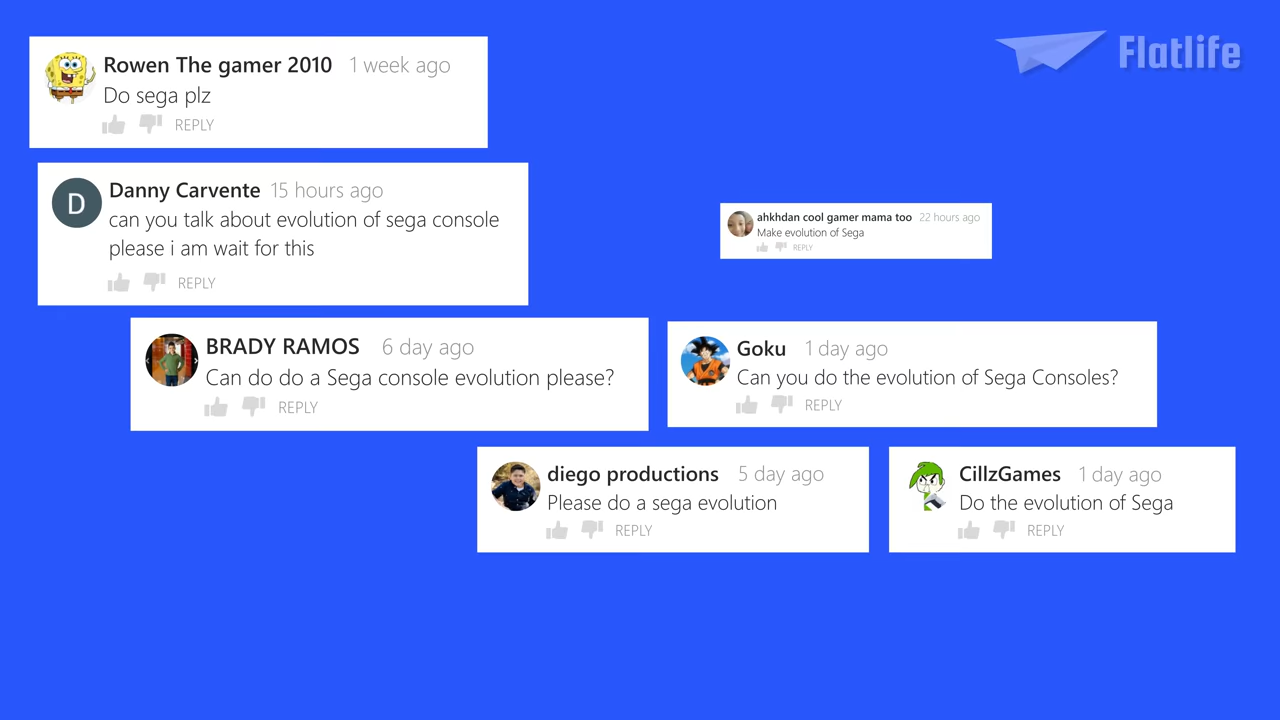 Flatlife
Rowen The gamer 2010 1 week ago
Do sega plz
REPLY
D
Danny Carvente 15 hours ago
can you talk about evolution of sega console
please i am wait for this
REPLY
ahkhdan cool gamer mama too 22 hours ago
Make evolution of Sega
REPLY
BRADY RAMOS 6 day ago
Can do do a Sega console evolution please?
REPLY
Goku 1 day ago
Can you do the evolution of Sega Consoles?
REPLY
diego productions 5 day ago
Please do a sega evolution
REPLY
CillzGames 1 day ago
Do the evolution of Sega
REPLY